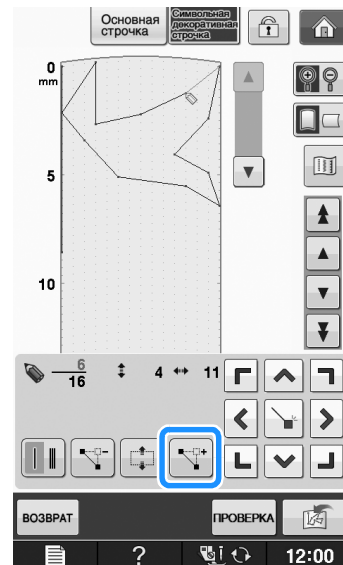 Основная
строчка
Символьная
декоративная
строчка
0
mm
5
10
6
16
4
11
ВОЗВРАТ
ПРОВЕРКА
?
12:00